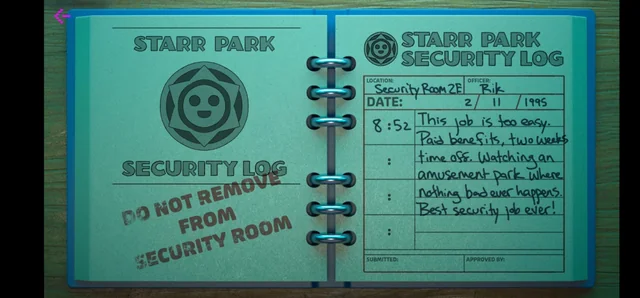 STARR PARK
SECURITY LOG
DO NOT REMOVE
FROM
SECURITY ROOM
STARR PARK
SECURITY LOG
LOCATION:
Security Room 2E
OFFICER:
Rik
DATE: 2 / 11 / 1995
8:52 This job is too easy.
Paid benefits, two weeks
: time off. Watching an
amusement park where
: nothing bad ever happens.
Best security job ever!
:
SUBMITTED: APPROVED BY: